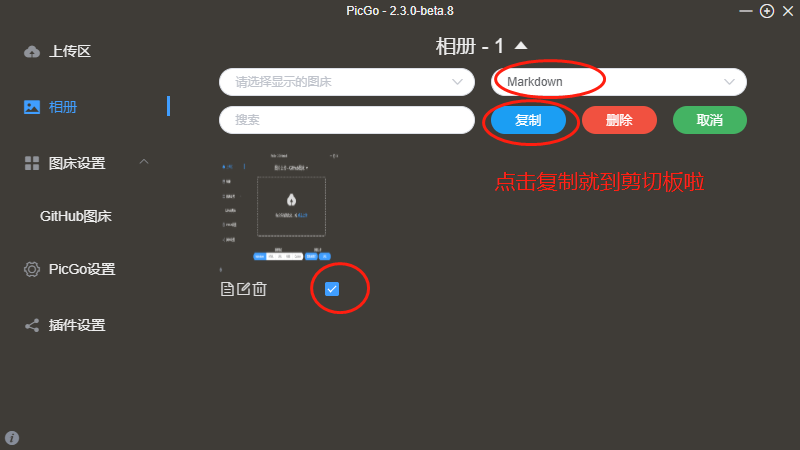 PicGo - 2.3.0-beta.8
上传区
相册
图床设置
GitHub图床
PicGo设置
插件设置
相册 - 1
请选择显示的图床
Markdown
搜索
复制
删除
取消
点击复制就到剪切板啦